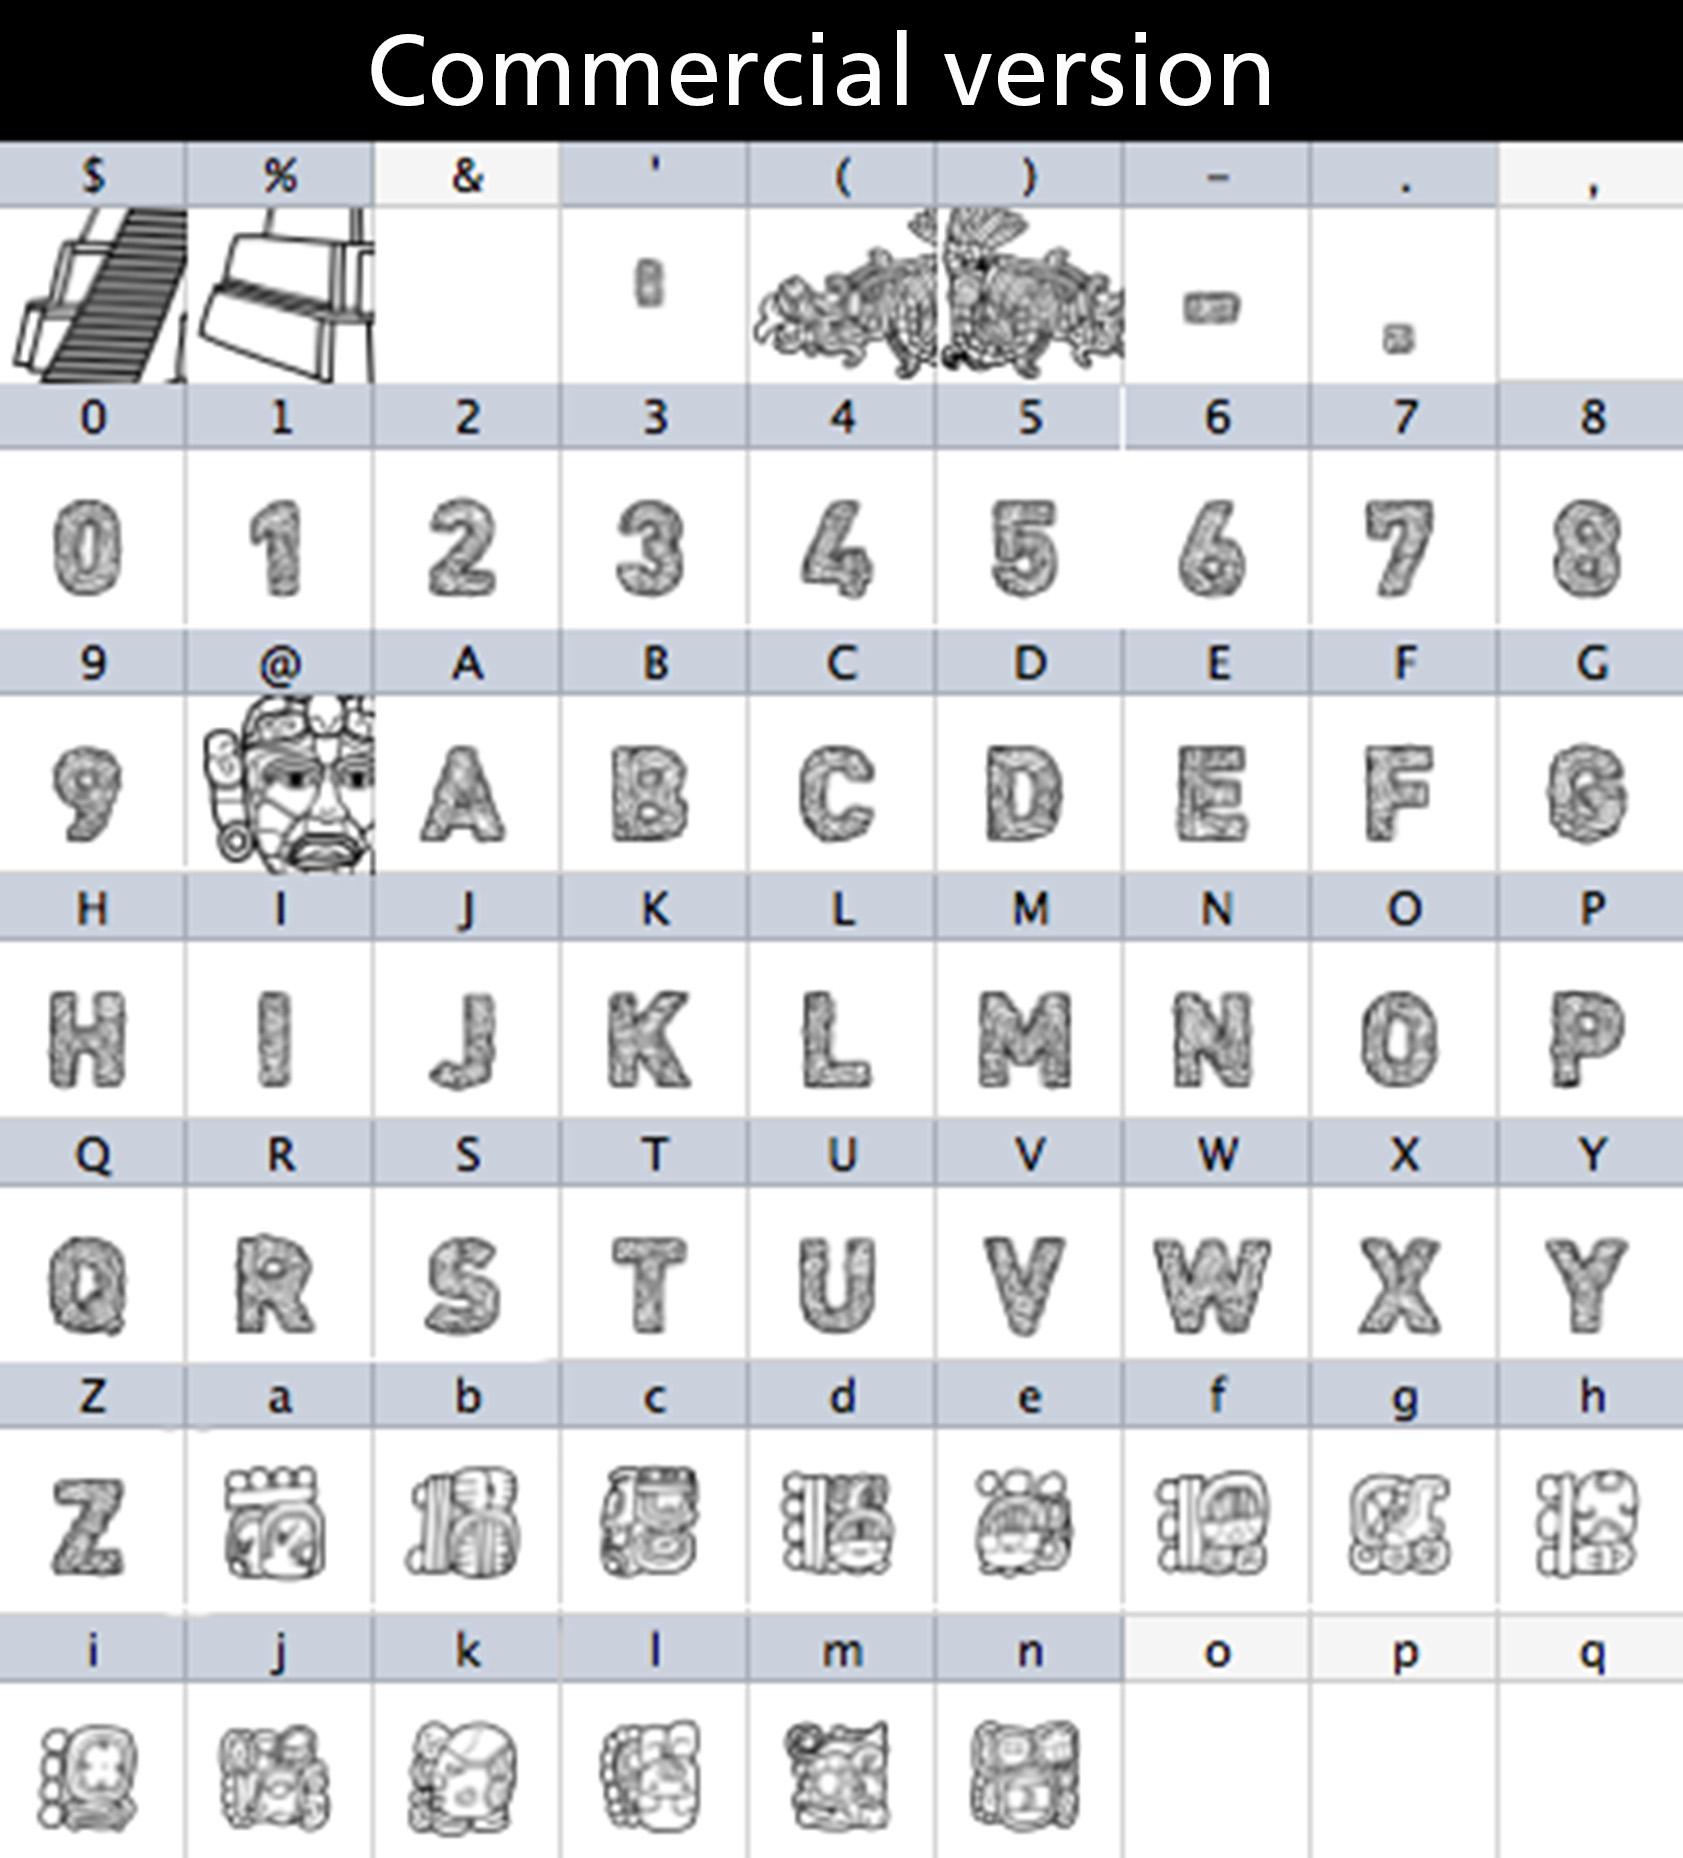 Commercial version
$ % & ' ( ) – . ,
' - .
0 1 2 3 4 5 6 7 8
0 1 2 3 4 5 6 7 8
9 @ A B C D E F G
9 A B C D E F G
H I J K L M N O P
H I J K L M N O P
Q R S T U V W X Y
Q R S T U V W X Y
Z a b c d e f g h
Z
i j k l m n o p q